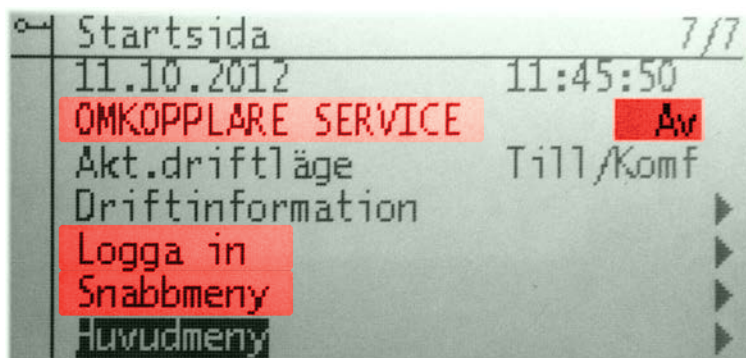 Startsida 7/7
11.10.2012 11:45:50
OMKOPPLARE SERVICE Av
Akt.driftläge Till/Komf
Driftinformation
Logga in
Snabbmeny
Huvudmeny